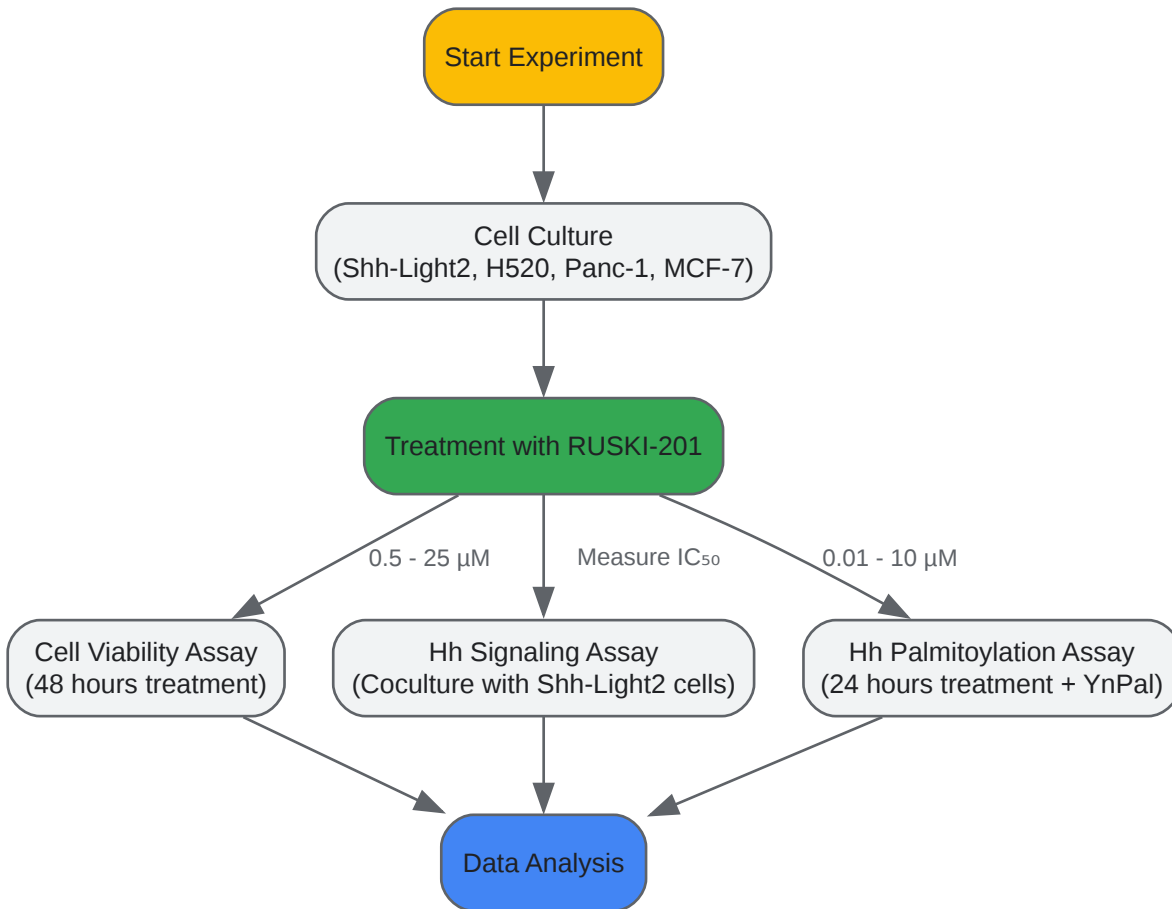 Start Experiment
Cell Culture
(Shh-Light2, H520, Panc-1, MCF-7)
Treatment with RUSKI-201
0.5 - 25 µM
Measure IC₅₀
0.01 - 10 µM
Cell Viability Assay
(48 hours treatment)
Hh Signaling Assay
(Coculture with Shh-Light2 cells)
Hh Palmitoylation Assay
(24 hours treatment + YnPal)
Data Analysis